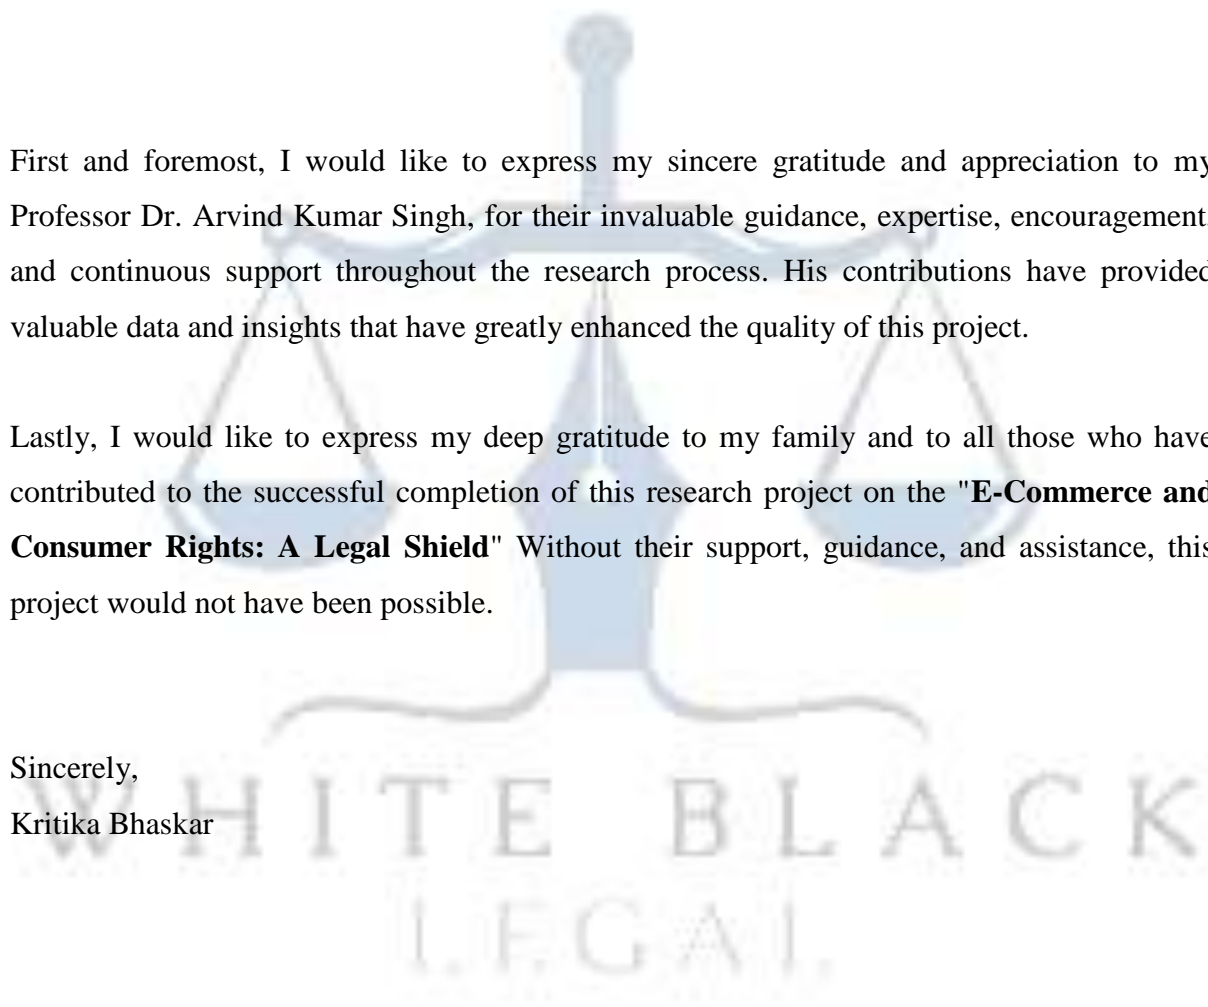 First and foremost, I would like to express my sincere gratitude and appreciation to my
Professor Dr. Arvind Kumar Singh, for their invaluable guidance, expertise, encouragement,
and continuous support throughout the research process. His contributions have provided
valuable data and insights that have greatly enhanced the quality of this project.
Lastly, I would like to express my deep gratitude to my family and to all those who have
contributed to the successful completion of this research project on the "E-Commerce and
Consumer Rights: A Legal Shield" Without their support, guidance, and assistance, this
project would not have been possible.
Sincerely,
Kritika Bhaskar
WHITE BLACK
LEGAL